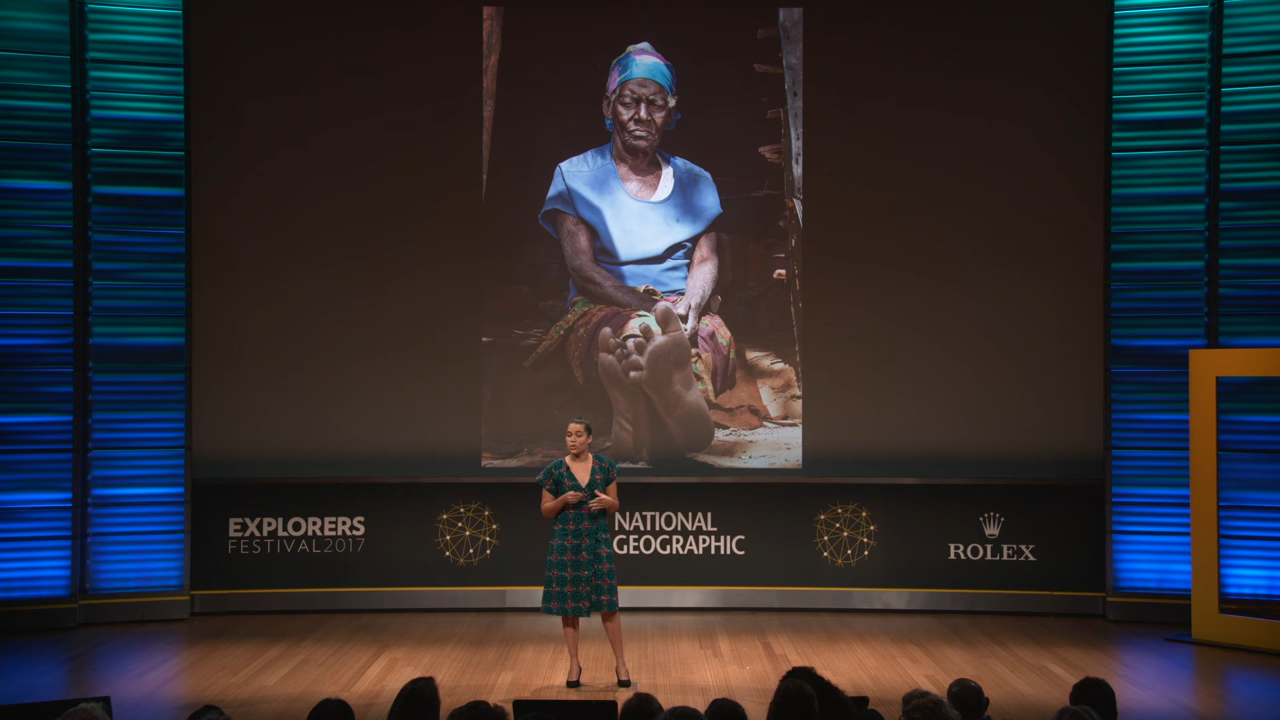 EXPLORERS
FESTIVAL2017
NATIONAL
GEOGRAPHIC
ROLEX